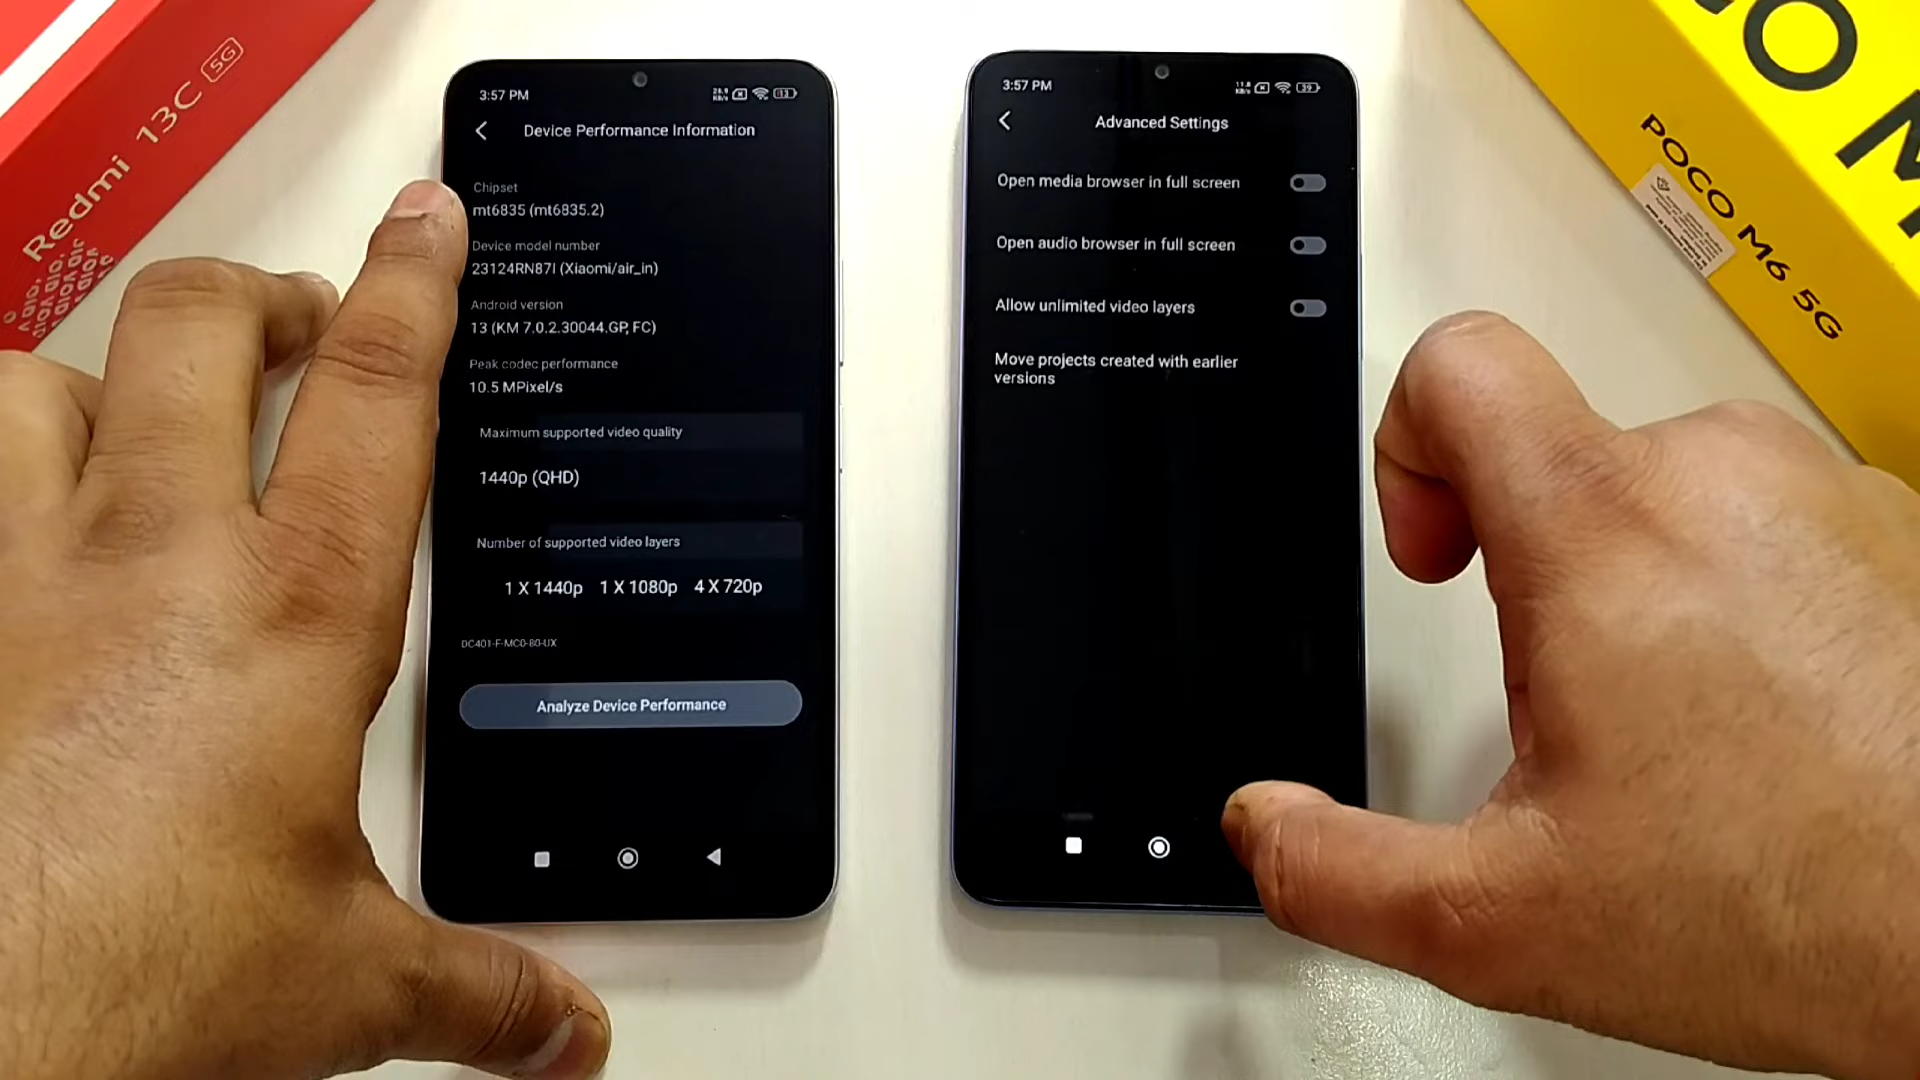 Redmi 13C 5G
POCO M6 5G
3:57 PM
13
Device Performance Information
Chipset
mt6835 (mt6835.2)
Device model number
23124RN87I (Xiaomi/air_in)
Android version
13 (KM 7.0.2.30044.GP, FC)
Peak codec performance
10.5 MPixel/s
Maximum supported video quality
1440p (QHD)
Number of supported video layers
1 X 1440p 1 X 1080p 4 X 720p
DC401-F-MC0-80-UX
Analyze Device Performance
3:57 PM
39
Advanced Settings
Open media browser in full screen
Open audio browser in full screen
Allow unlimited video layers
Move projects created with earlier
versions